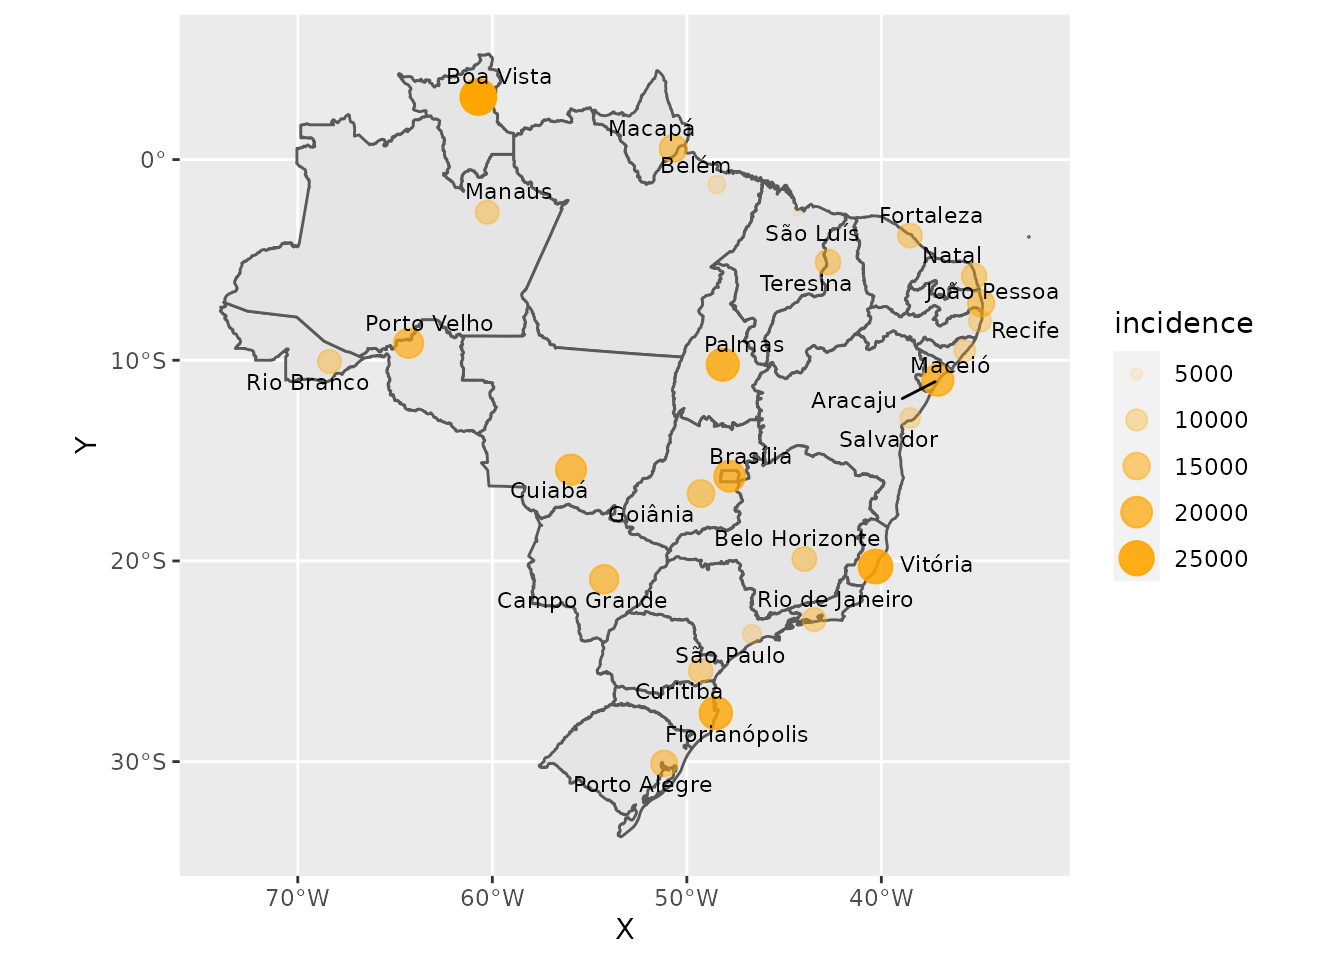 Boa Vista
Macapá
Belém
Manaus
Fortaleza
São Luís
Natal
Teresina
João Pessoa
Porto Velho
Recife
Palmas
Maceió
Rio Branco
Aracaju
Salvador
Brasília
Cuiabá
Goiânia
Belo Horizonte
Vitória
Campo Grande
Rio de Janeiro
São Paulo
Curitiba
Florianópolis
Porto Alegre
0°
10°S
20°S
30°S
Y
70°W
60°W
50°W
40°W
X
incidence
5000
10000
15000
20000
25000